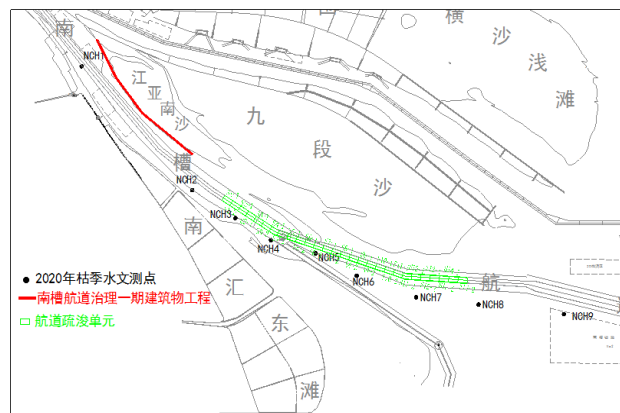 南
横
沙
浅
滩
NCH1
江
亚
南
沙
九
段
沙
槽
NCH2
NCH3
南
NCH4
NCH5
NCH6
汇
NCH7
航
NCH8
NCH9
东
滩
2020年枯季水文测点
南槽航道治理一期建筑物工程
航道疏浚单元